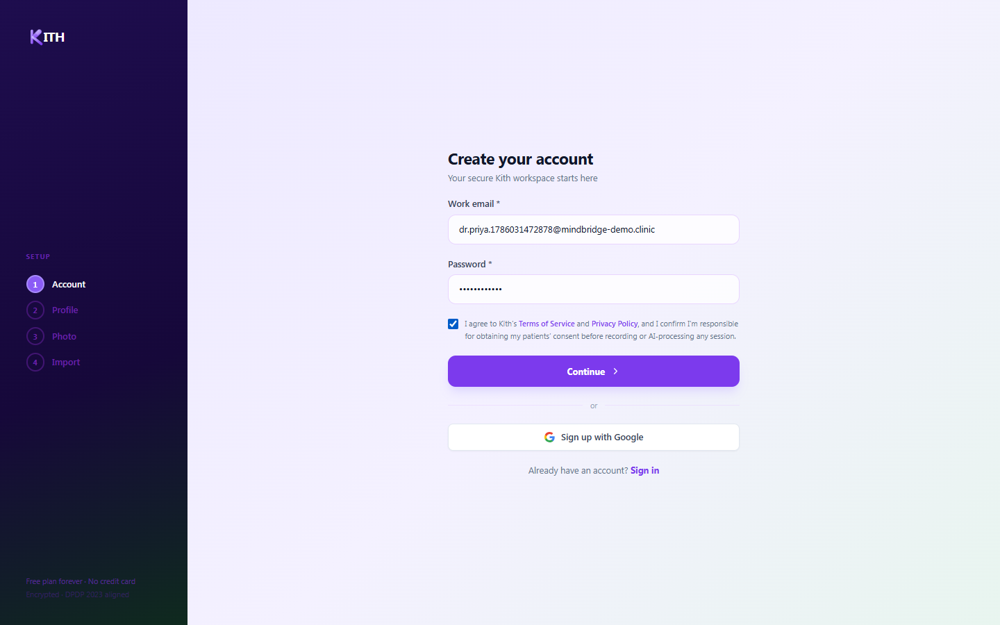 KITH
SETUP
1 Account
2 Profile
3 Photo
4 Import
Free plan forever · No credit card
Encrypted · DPDP 2023 aligned
Create your account
Your secure Kith workspace starts here
Work email *
dr.priya.1786031472878@mindbridge-demo.clinic
Password *
••••••••••••
I agree to Kith's Terms of Service and Privacy Policy, and I confirm I'm responsible
for obtaining my patients' consent before recording or AI-processing any session.
Continue
or
Sign up with Google
Already have an account? Sign in